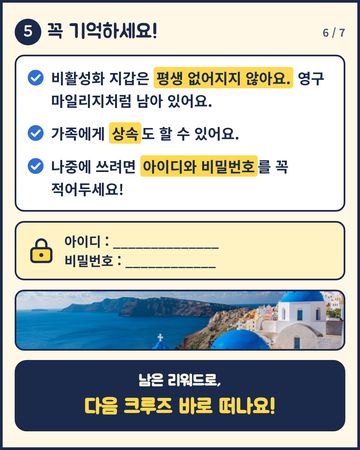 5 꼭 기억하세요!
6 / 7
비활성화 지갑은 평생 없어지지 않아요. 영구
마일리지처럼 남아 있어요.
가족에게 상속도 할 수 있어요.
나중에 쓰려면 아이디와 비밀번호를 꼭
적어두세요!
아이디 : _______________
비밀번호 : _____________
남은 리워드로,
다음 크루즈 바로 떠나요!